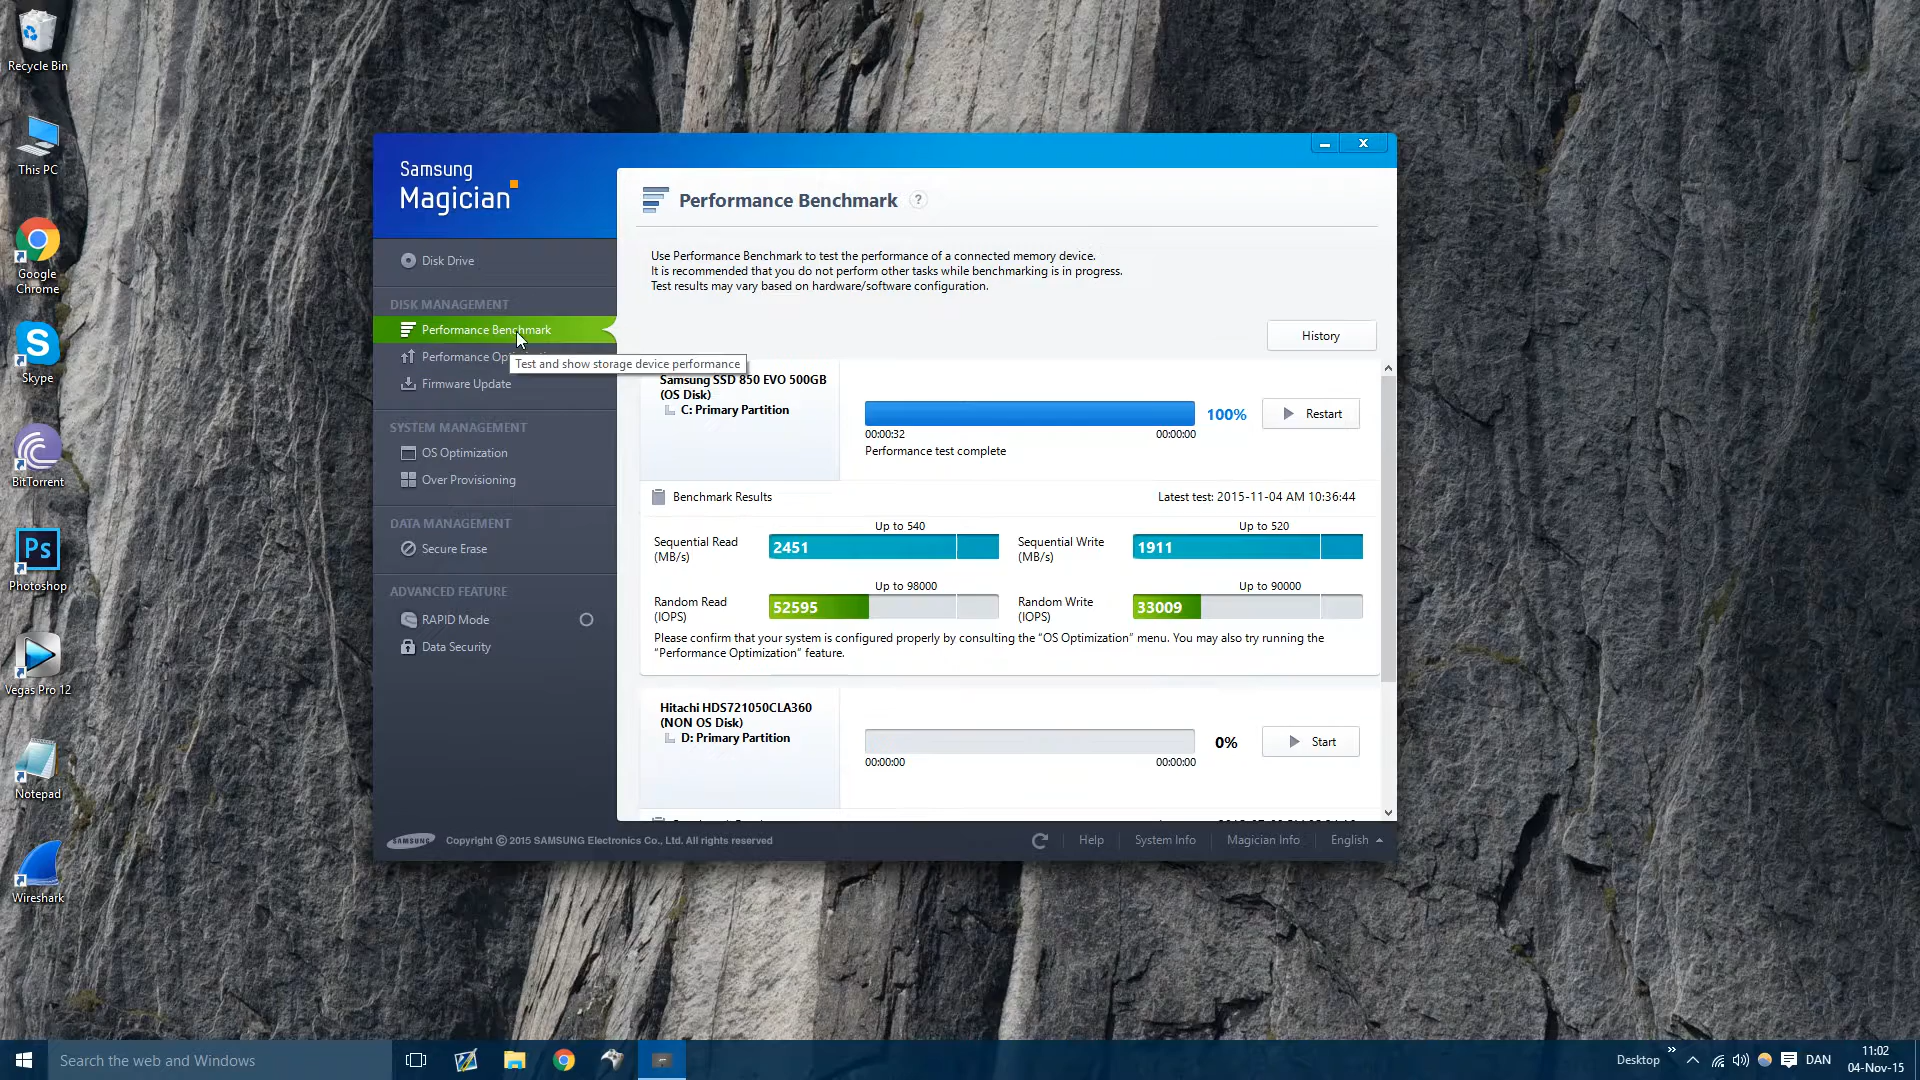 Recycle Bin
This PC
Google
Chrome
Skype
BitTorrent
Ps
Photoshop
Vegas Pro 12
Notepad
Wireshark
Samsung
Magician
Disk Drive
DISK MANAGEMENT
Performance Benchmark
Performance Op
Test and show storage device performance
Firmware Update
SYSTEM MANAGEMENT
OS Optimization
Over Provisioning
DATA MANAGEMENT
Secure Erase
ADVANCED FEATURE
RAPID Mode
Data Security
Performance Benchmark ?
Use Performance Benchmark to test the performance of a connected memory device.
It is recommended that you do not perform other tasks while benchmarking is in progress.
Test results may vary based on hardware/software configuration.
History
Samsung SSD 850 EVO 500GB
(OS Disk)
C: Primary Partition
100%
Restart
00:00:32 00:00:00
Performance test complete
Benchmark Results Latest test: 2015-11-04 AM 10:36:44
Up to 540 Up to 520
Sequential Read
(MB/s)
2451
Sequential Write
(MB/s)
1911
Up to 98000 Up to 90000
Random Read
(IOPS)
52595
Random Write
(IOPS)
33009
Please confirm that your system is configured properly by consulting the “OS Optimization” menu. You may also try running the
“Performance Optimization” feature.
Hitachi HDS721050CLA360
(NON OS Disk)
D: Primary Partition
0%
Start
00:00:00 00:00:00
SAMSUNG Copyright © 2015 SAMSUNG Electronics Co., Ltd. All rights reserved
Help System Info Magician Info English
Search the web and Windows
Desktop » DAN
11:02
04-Nov-15